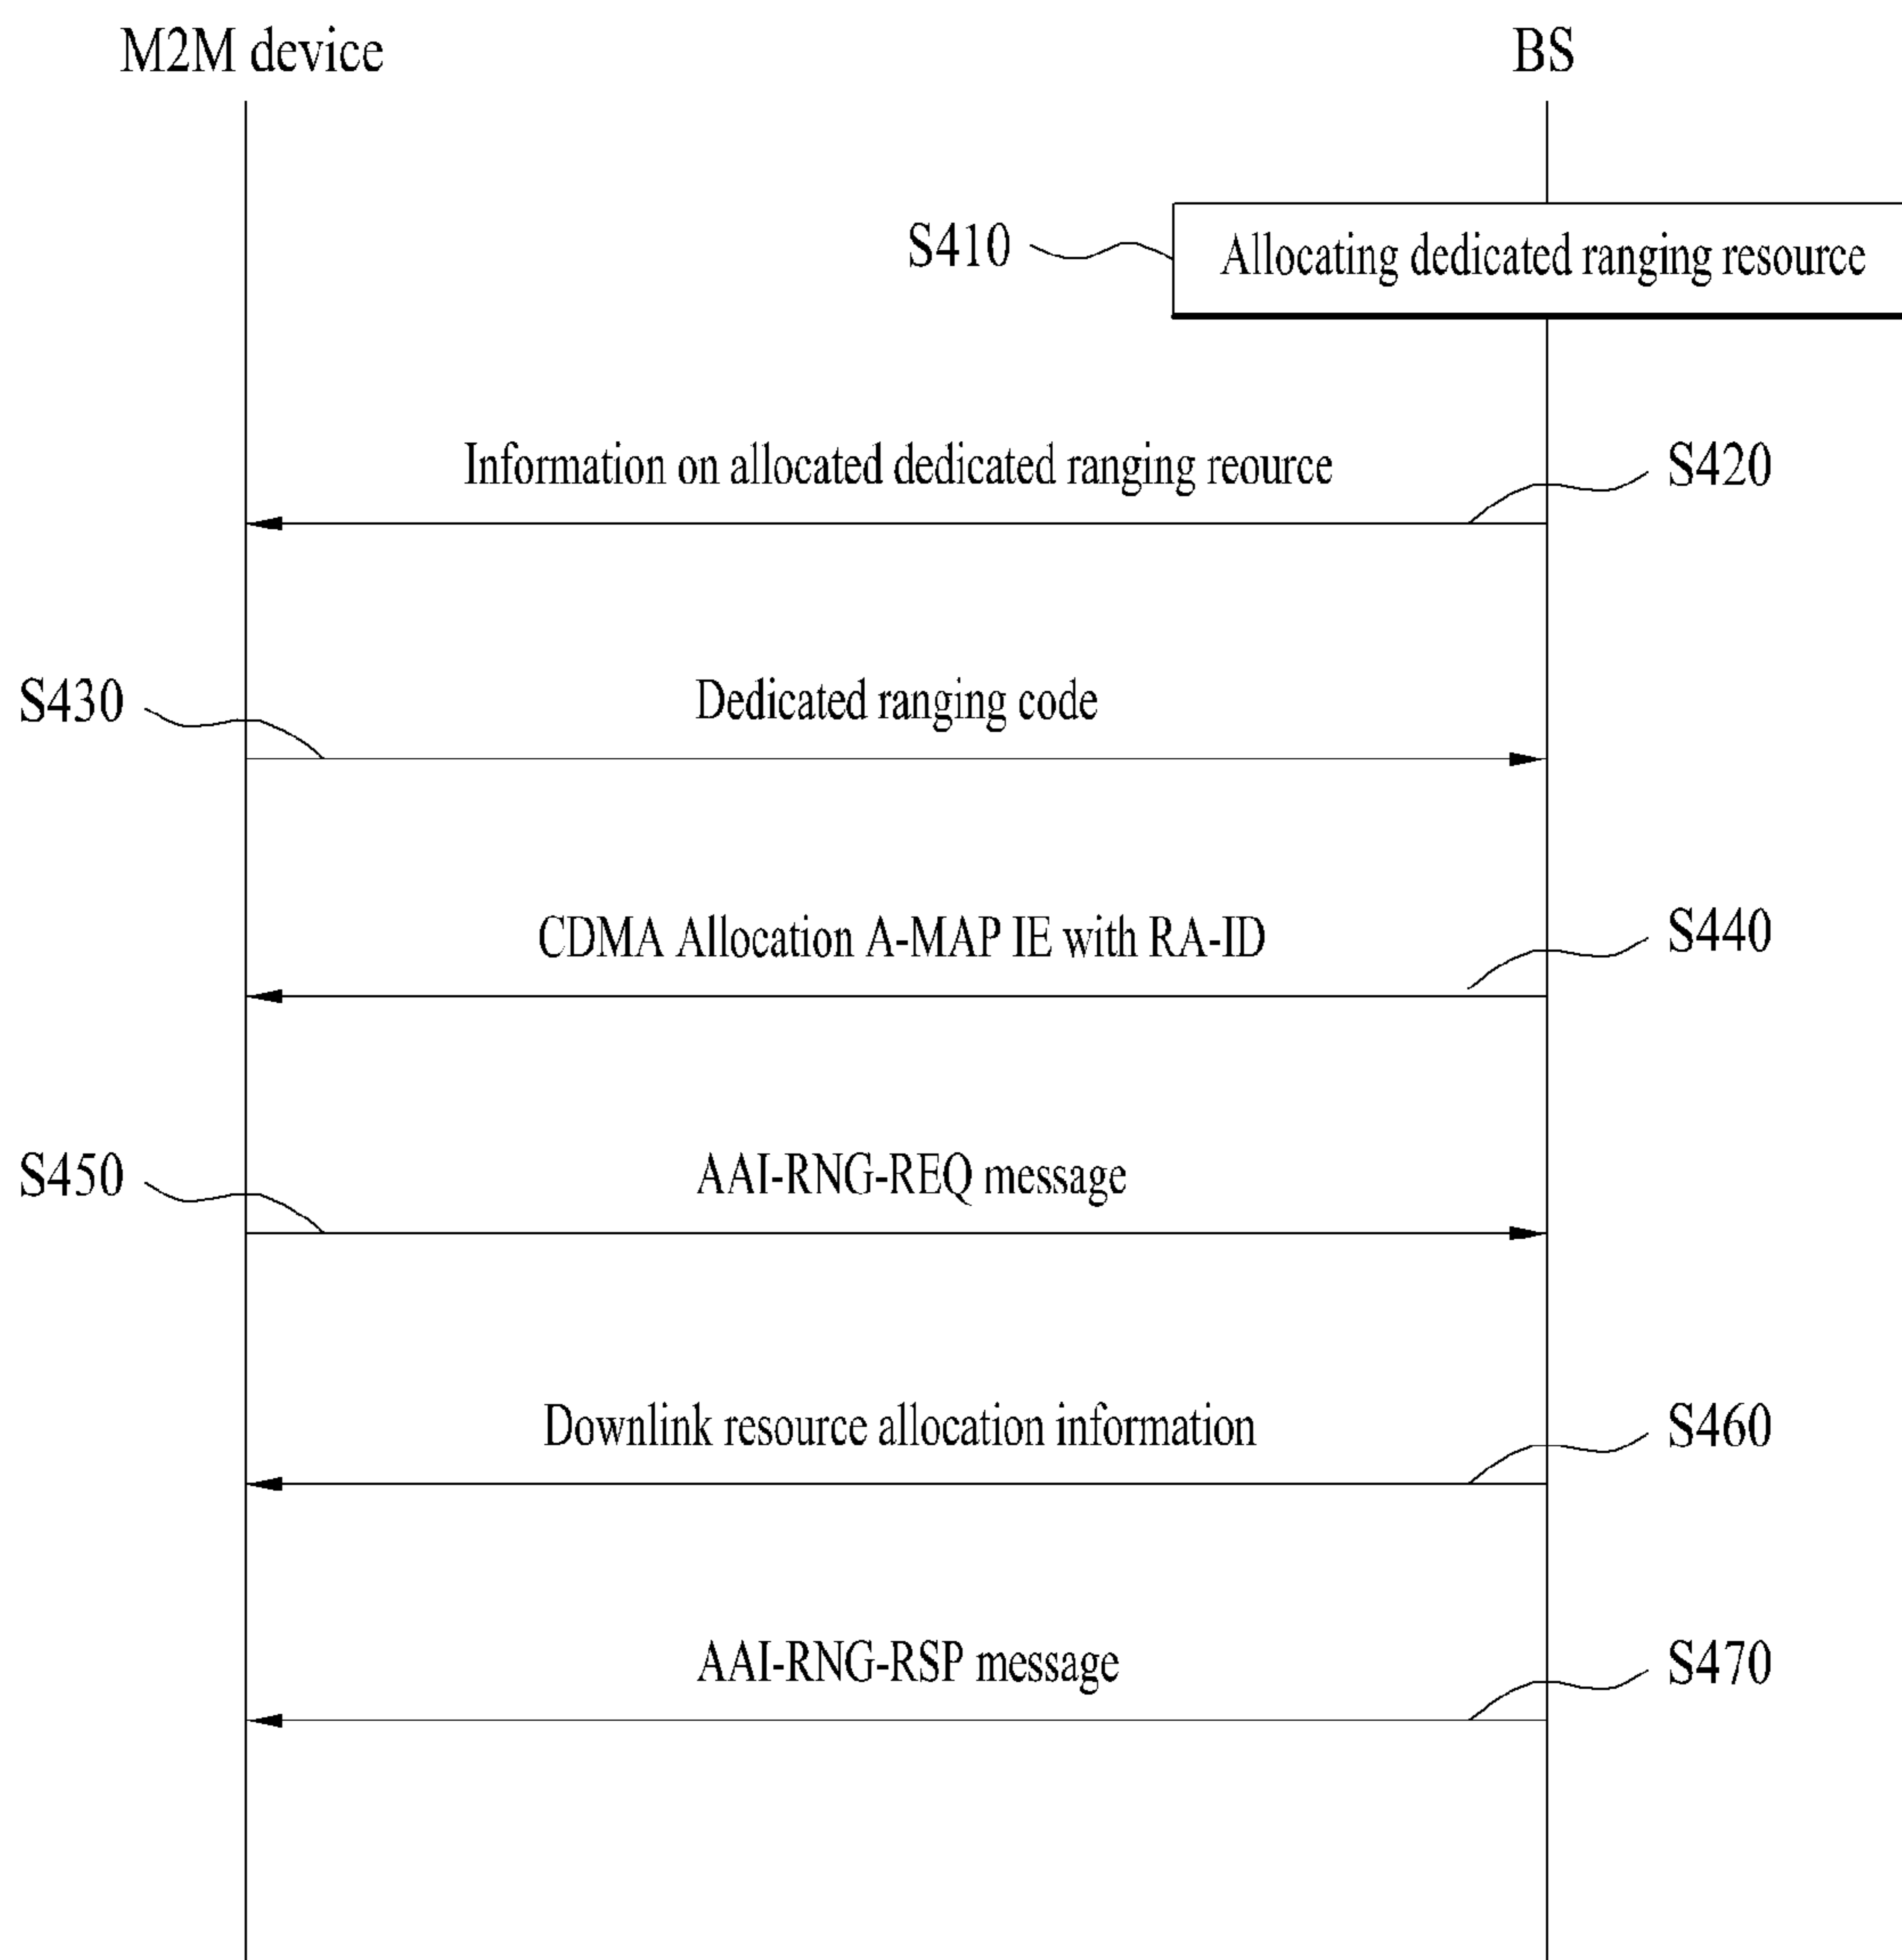 M2M device
BS
S410
Allocating dedicated ranging resource
Information on allocated dedicated ranging reource
S420
S430
Dedicated ranging code
CDMA Allocation A-MAP IE with RA-ID
S440
S450
AAI-RNG-REQ message
Downlink resource allocation information
S460
AAI-RNG-RSP message
S470